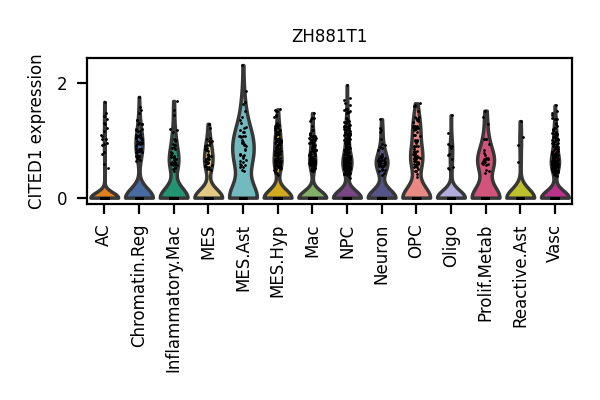 ZH881T1
CITED1 expression
2
0
AC
Chromatin.Reg
Inflammatory.Mac
MES
MES.Ast
MES.Hyp
Mac
NPC
Neuron
OPC
Oligo
Prolif.Metab
Reactive.Ast
Vasc